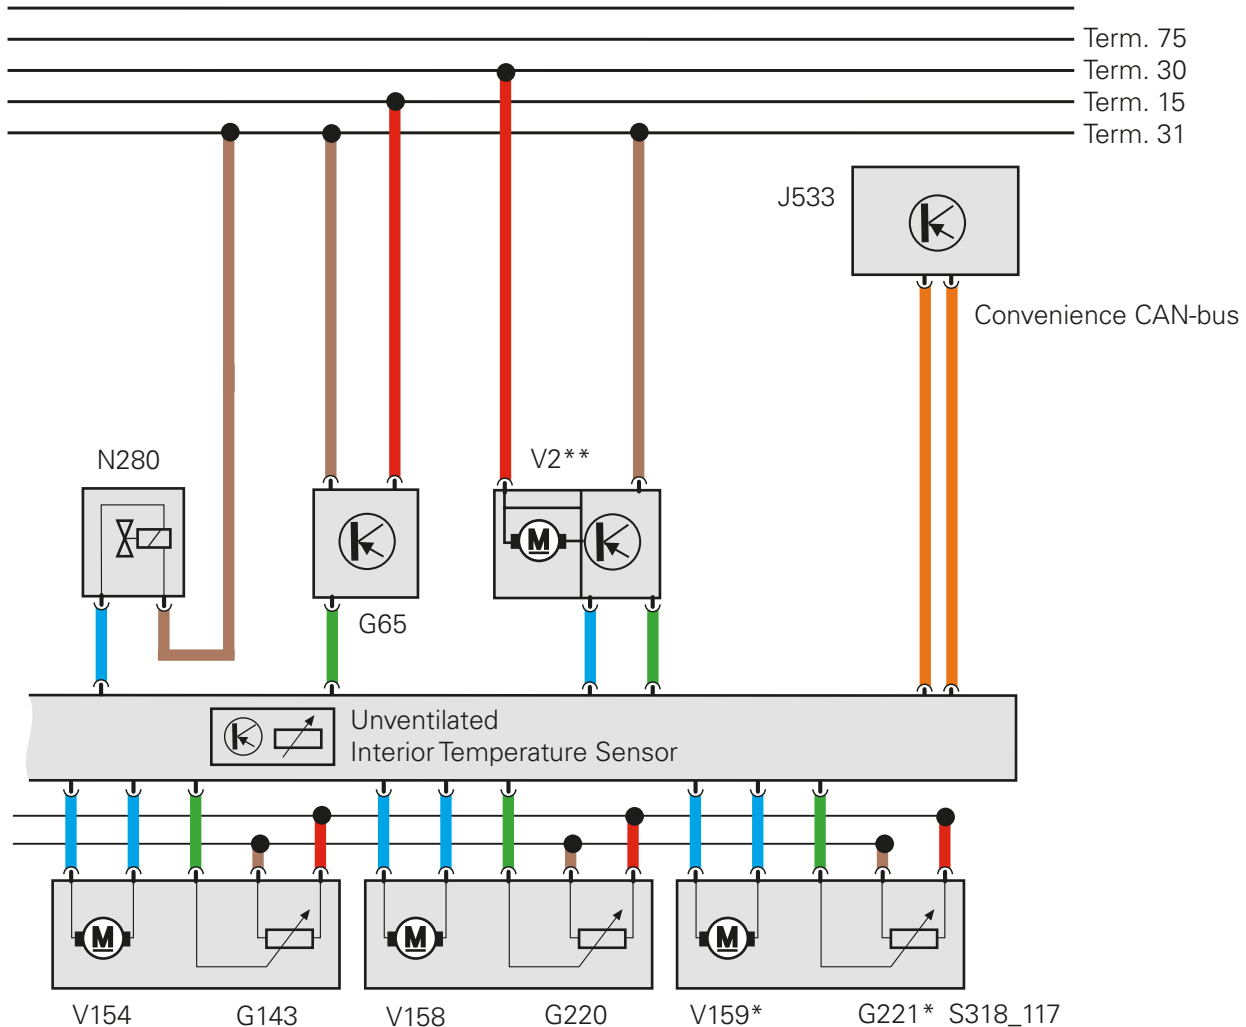 Term. 75
Term. 30
Term. 15
Term. 31
J533
Convenience CAN-bus
N280
V2**
M
G65
Unventilated
Interior Temperature Sensor
M
M
M
V154
G143
V158
G220
V159*
G221*
S318_117